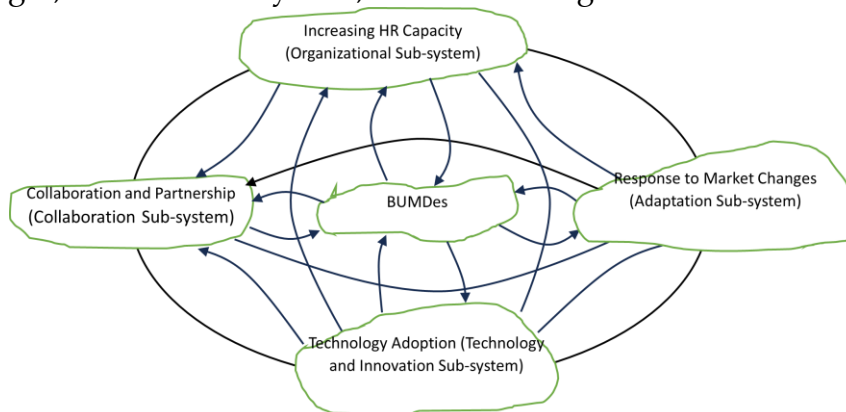 Increasing HR Capacity
(Organizational Sub-system)
Collaboration and Partnership
(Collaboration Sub-system)
BUMDes
Response to Market Changes
(Adaptation Sub-system)
Technology Adoption (Technology
and Innovation Sub-system)